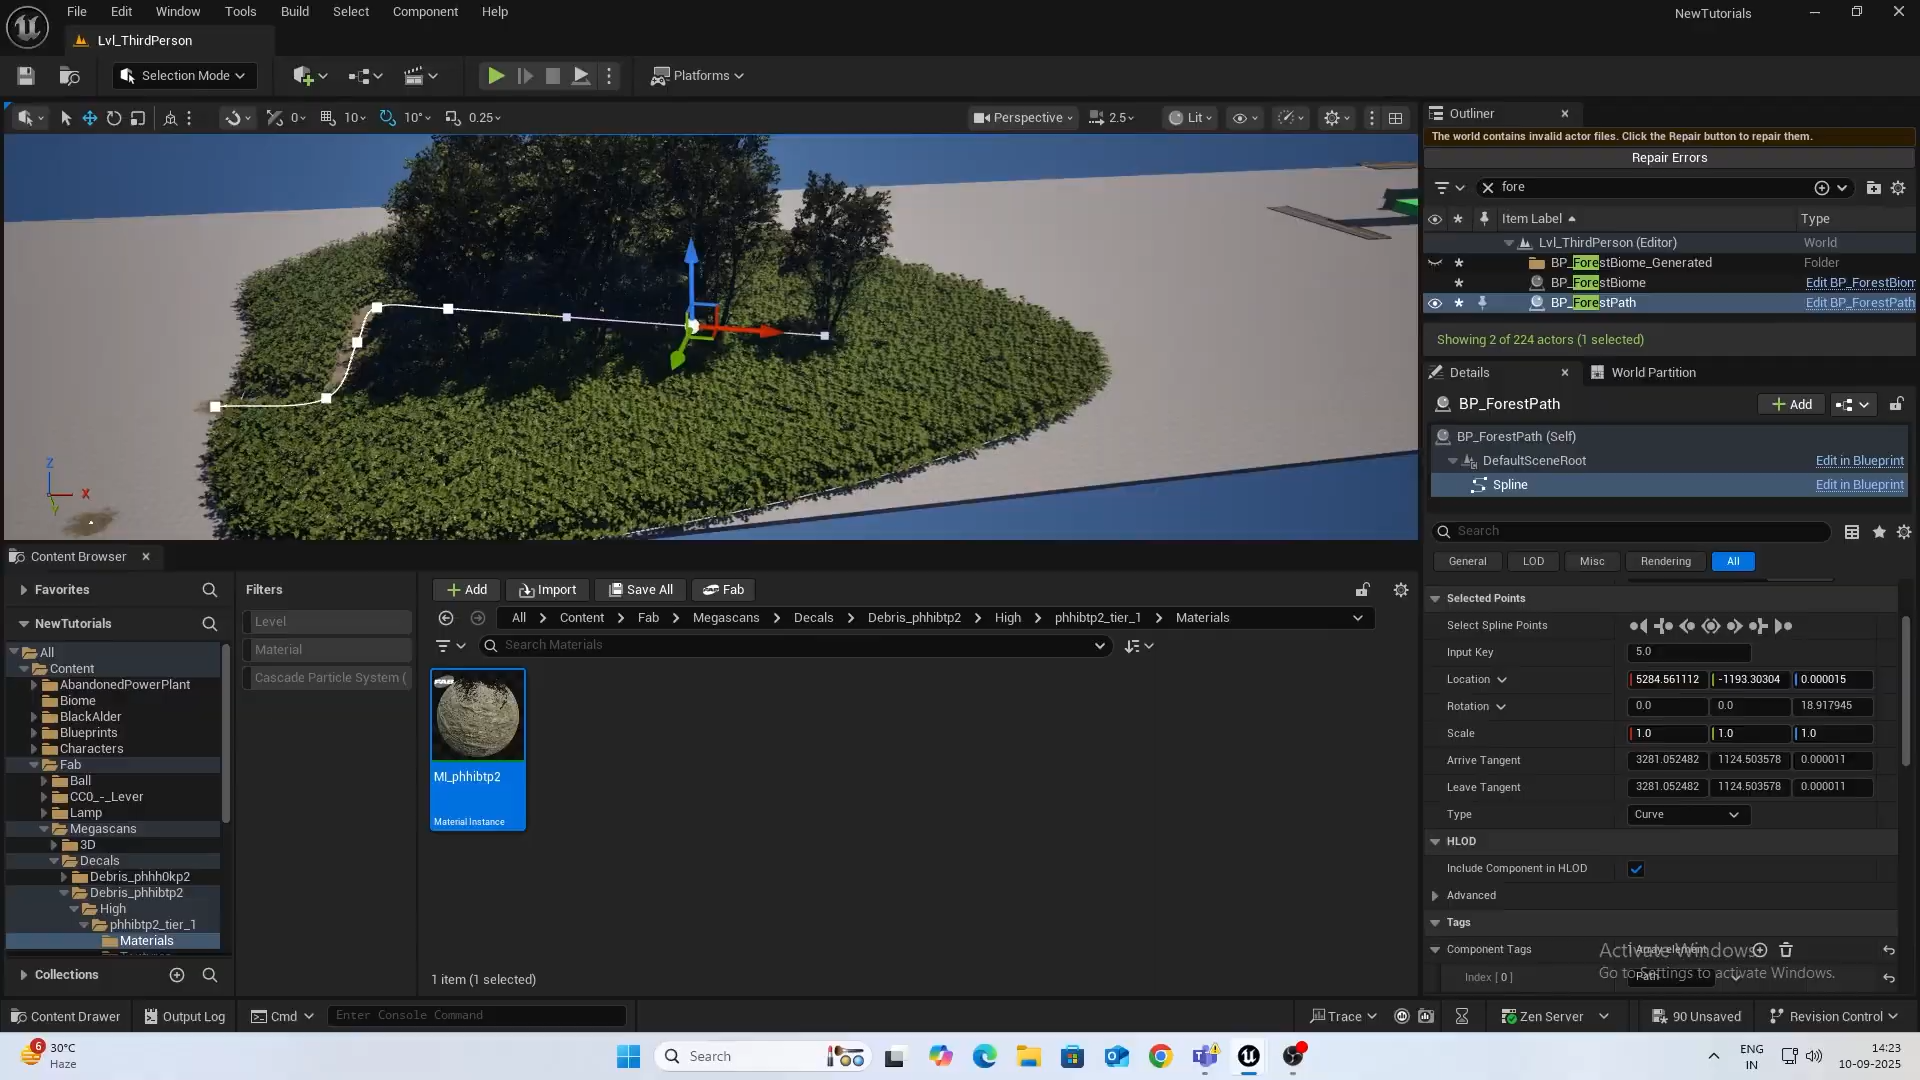 File Edit Window Tools Build Select Component Help
NewTutorials
Lvl_ThirdPerson
Selection Mode
Platforms
0 10 10° 0.25
Perspective 2.5 Lit
Outliner
The world contains invalid actor files. Click the Repair button to repair them.
Repair Errors
fore
Item Label Type
Lvl_ThirdPerson (Editor) World
BP_ForestBiome_Generated Folder
BP_ForestBiome Edit BP_ForestBiom
BP_ForestPath Edit BP_ForestPath
Showing 2 of 224 actors (1 selected)
Details World Partition
BP_ForestPath Add
BP_ForestPath (Self)
DefaultSceneRoot Edit in Blueprint
Spline Edit in Blueprint
Search
General LOD Misc Rendering All
Selected Points
Select Spline Points
Input Key 5.0
Location 5284.561112 -1193.30304 0.000015
Rotation 0.0 0.0 18.917945
Scale 1.0 1.0 1.0
Arrive Tangent 3281.052482 1124.503578 0.000011
Leave Tangent 3281.052482 1124.503578 0.000011
Type Curve
HLOD
Include Component in HLOD
Advanced
Tags
Component Tags 1 Array element
Index [ 0 ] Path
Activate Windows
Go to Settings to activate Windows.
Z
X
Y
Content Browser
Favorites
NewTutorials
All
Content
AbandonedPowerPlant
Biome
BlackAlder
Blueprints
Characters
Fab
Ball
CC0_-_Lever
Lamp
Megascans
3D
Decals
Debris_phhh0kp2
Debris_phhibtp2
High
phhibtp2_tier_1
Materials
Collections
Filters
Level
Material
Cascade Particle System (
Add Import Save All Fab
All Content Fab Megascans Decals Debris_phhibtp2 High phhibtp2_tier_1 Materials
Search Materials
FAB
MI_phhibtp2
Material Instance
1 item (1 selected)
Content Drawer Output Log Cmd Enter Console Command
Trace Zen Server 90 Unsaved Revision Control
6
30°C
Haze
Search
ENG
IN
14:23
10-09-2025